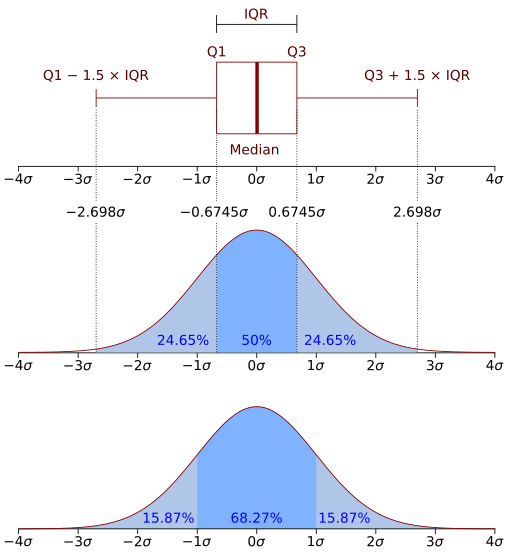 IQR
Q1 Q3
Q1 − 1.5 × IQR Q3 + 1.5 × IQR
Median
−4σ −3σ −2σ −1σ 0σ 1σ 2σ 3σ 4σ
−2.698σ −0.6745σ 0.6745σ 2.698σ
24.65% 50% 24.65%
−4σ −3σ −2σ −1σ 0σ 1σ 2σ 3σ 4σ
15.87% 68.27% 15.87%
−4σ −3σ −2σ −1σ 0σ 1σ 2σ 3σ 4σ